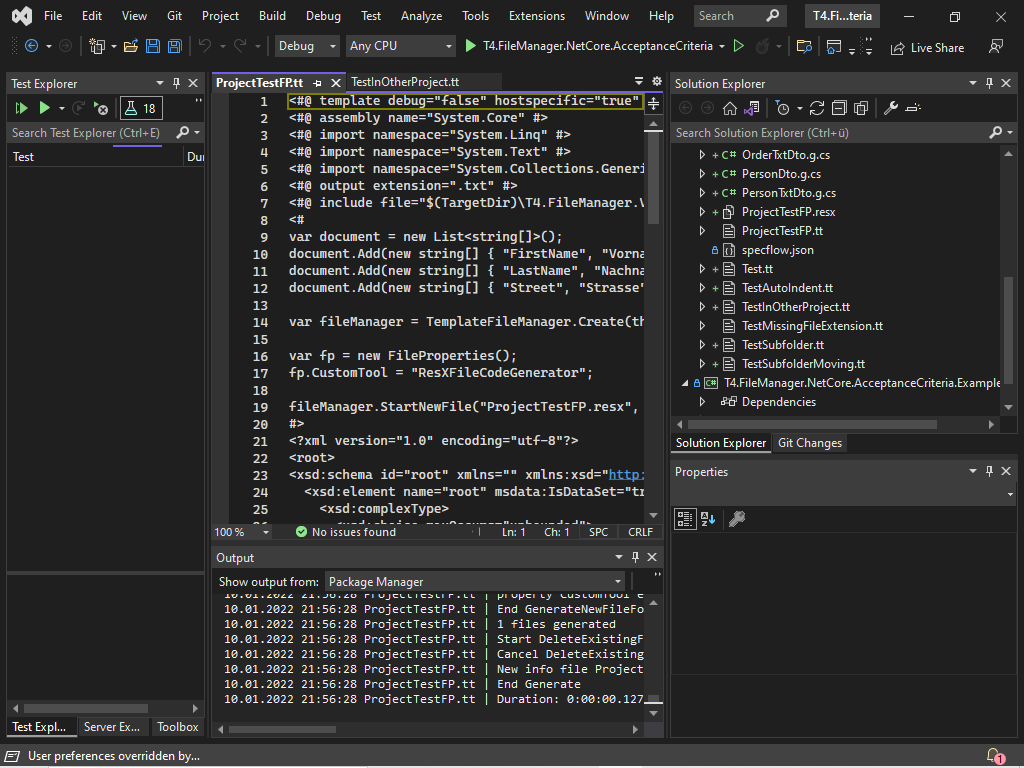 File Edit View Git Project Build Debug Test Analyze Tools Extensions Window Help Search T4.Fi...teria
Debug Any CPU T4.FileManager.NetCore.AcceptanceCriteria Live Share
Test Explorer
18
Search Test Explorer (Ctrl+E)
Test Dur
ProjectTestFP.tt TestInOtherProject.tt
1 <#@ template debug="false" hostspecific="true"
2 <#@ assembly name="System.Core" #>
3 <#@ import namespace="System.Linq" #>
4 <#@ import namespace="System.Text" #>
5 <#@ import namespace="System.Collections.Generi
6 <#@ output extension=".txt" #>
7 <#@ include file="$(TargetDir)\T4.FileManager.V
8 <#
9 var document = new List<string[]>();
10 document.Add(new string[] { "FirstName", "Vorna
11 document.Add(new string[] { "LastName", "Nachna
12 document.Add(new string[] { "Street", "Strasse"
13
14 var fileManager = TemplateFileManager.Create(th
15
16 var fp = new FileProperties();
17 fp.CustomTool = "ResXFileCodeGenerator";
18
19 fileManager.StartNewFile("ProjectTestFP.resx",
20 #>
21 <?xml version="1.0" encoding="utf-8"?>
22 <root>
23 <xsd:schema id="root" xmlns="" xmlns:xsd="http:
24 <xsd:element name="root" msdata:IsDataSet="tr
25 <xsd:complexType>
100 % No issues found Ln: 1 Ch: 1 SPC CRLF
Output
Show output from: Package Manager
10.01.2022 21:56:28 ProjectTestFP.tt | property CustomTool e
10.01.2022 21:56:28 ProjectTestFP.tt | End GenerateNewFileFo
10.01.2022 21:56:28 ProjectTestFP.tt | 1 files generated
10.01.2022 21:56:28 ProjectTestFP.tt | Start DeleteExistingF
10.01.2022 21:56:28 ProjectTestFP.tt | Cancel DeleteExisting
10.01.2022 21:56:28 ProjectTestFP.tt | New info file Project
10.01.2022 21:56:28 ProjectTestFP.tt | End Generate
10.01.2022 21:56:28 ProjectTestFP.tt | Duration: 0:00:00.127
Solution Explorer
Search Solution Explorer (Ctrl+ü)
C# OrderTxtDto.g.cs
C# PersonDto.g.cs
C# PersonTxtDto.g.cs
ProjectTestFP.resx
ProjectTestFP.tt
specflow.json
Test.tt
TestAutoIndent.tt
TestInOtherProject.tt
TestMissingFileExtension.tt
TestSubfolder.tt
TestSubfolderMoving.tt
C# T4.FileManager.NetCore.AcceptanceCriteria.Example
Dependencies
Solution Explorer Git Changes
Properties
Test Expl... Server Ex... Toolbox
User preferences overridden by... 1